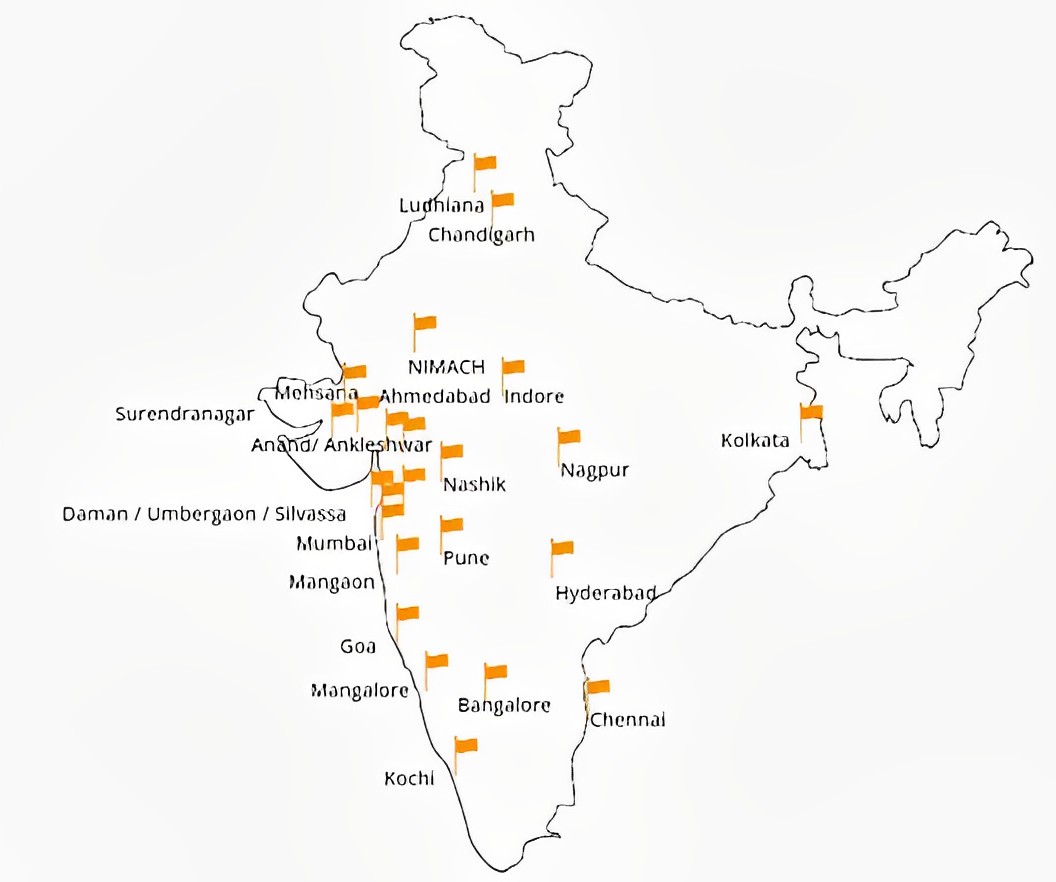 Ludhiana
Chandigarh
NIMACH
Mehsana
Ahmedabad
Indore
Surendranagar
Kolkata
Anand/ Ankleshwar
Nagpur
Nashik
Daman / Umbergaon / Silvassa
Mumbai
Pune
Mangaon
Hyderabad
Goa
Mangalore
Bangalore
Chennai
Kochi